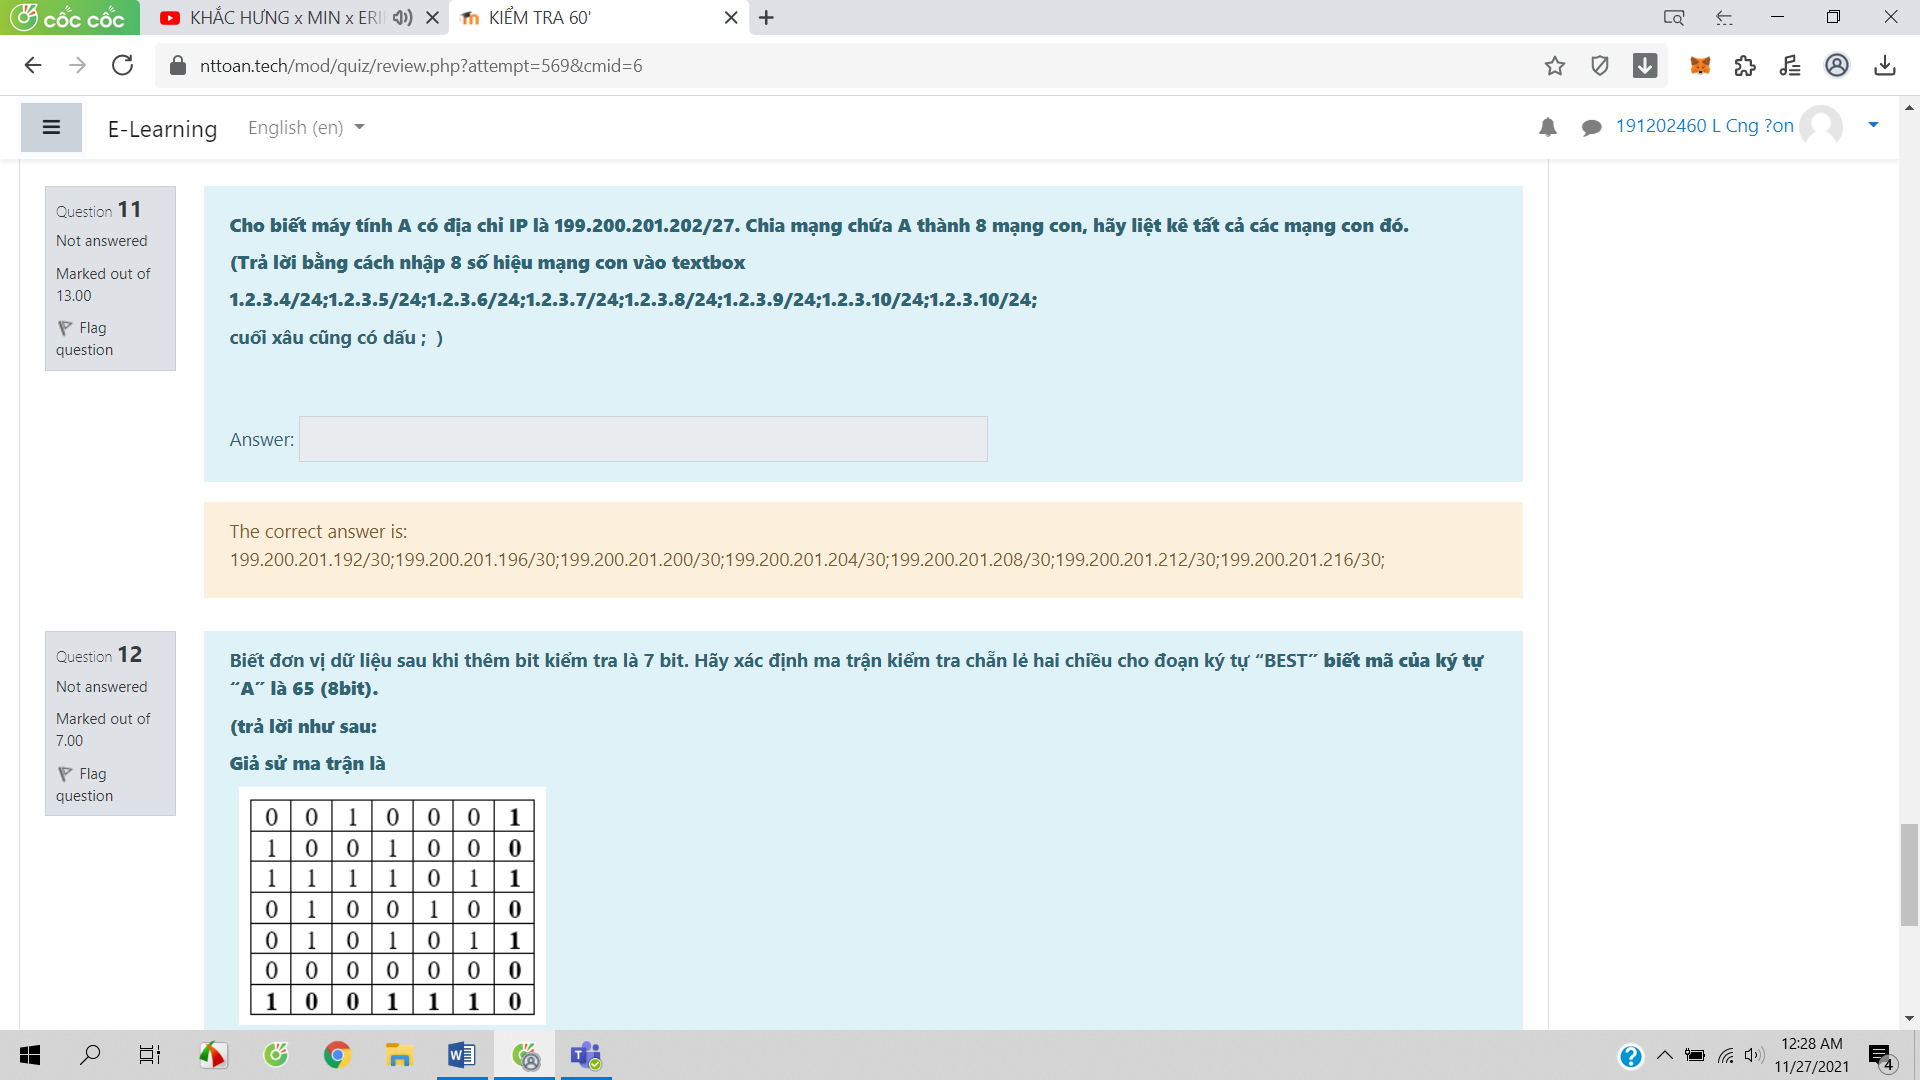 cốc cốc
KHẮC HƯNG x MIN x ERI
KIỂM TRA 60'
nttoan.tech/mod/quiz/review.php?attempt=569&cmid=6
E-Learning
English (en)
191202460 L Cng ?on
Question 11
Not answered
Marked out of
13.00
Flag
question
Cho biết máy tính A có địa chỉ IP là 199.200.201.202/27. Chia mạng chứa A thành 8 mạng con, hãy liệt kê tất cả các mạng con đó.
(Trả lời bằng cách nhập 8 số hiệu mạng con vào textbox
1.2.3.4/24;1.2.3.5/24;1.2.3.6/24;1.2.3.7/24;1.2.3.8/24;1.2.3.9/24;1.2.3.10/24;1.2.3.10/24;
cuối xâu cũng có dấu ;  )
Answer:
The correct answer is:
199.200.201.192/30;199.200.201.196/30;199.200.201.200/30;199.200.201.204/30;199.200.201.208/30;199.200.201.212/30;199.200.201.216/30;
Question 12
Not answered
Marked out of
7.00
Flag
question
Biết đơn vị dữ liệu sau khi thêm bit kiểm tra là 7 bit. Hãy xác định ma trận kiểm tra chẵn lẻ hai chiều cho đoạn ký tự “BEST” biết mã của ký tự
“A” là 65 (8bit).
(trả lời như sau:
Giả sử ma trận là
0 0 1 0 0 0 1
1 0 0 1 0 0 0
1 1 1 1 0 1 1
0 1 0 0 1 0 0
0 1 0 1 0 1 1
0 0 0 0 0 0 0
1 0 0 1 1 1 0
12:28 AM
11/27/2021
4